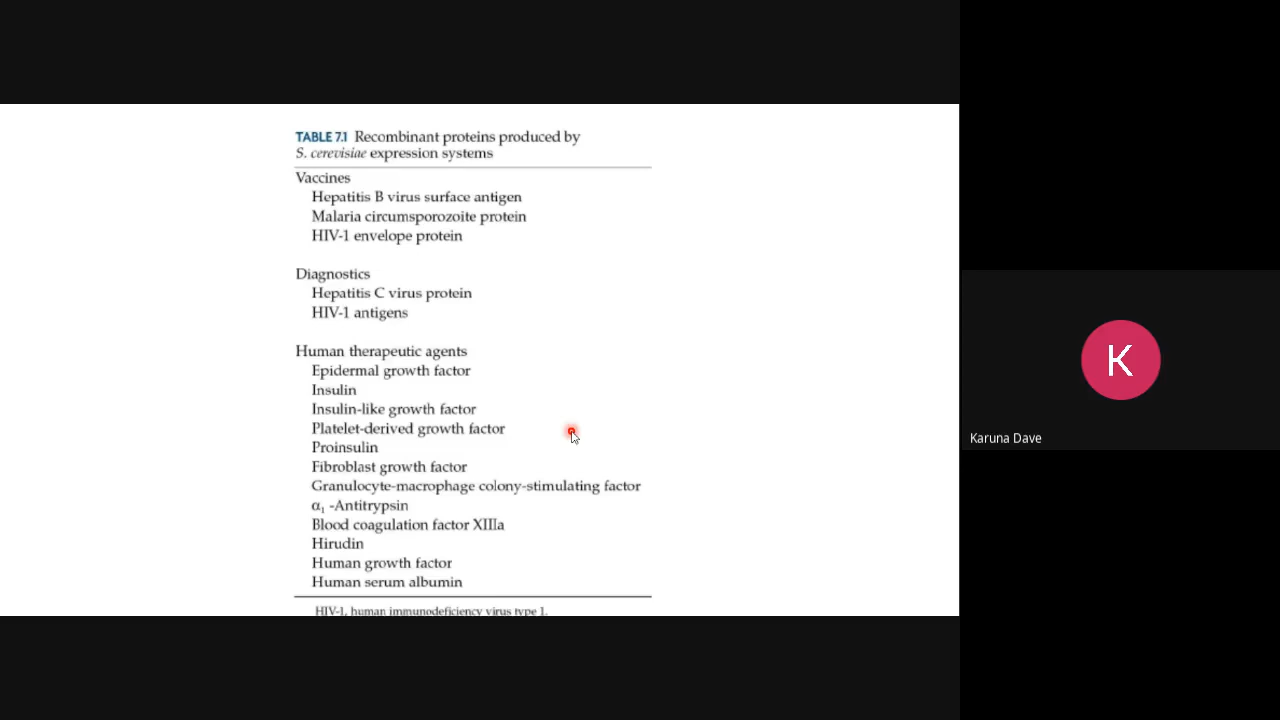 TABLE 7.1 Recombinant proteins produced by
S. cerevisiae expression systems
Vaccines
Hepatitis B virus surface antigen
Malaria circumsporozoite protein
HIV-1 envelope protein
Diagnostics
Hepatitis C virus protein
HIV-1 antigens
Human therapeutic agents
Epidermal growth factor
Insulin
Insulin-like growth factor
Platelet-derived growth factor
Proinsulin
Fibroblast growth factor
Granulocyte-macrophage colony-stimulating factor
α₁ -Antitrypsin
Blood coagulation factor XIIIa
Hirudin
Human growth factor
Human serum albumin
HIV-1, human immunodeficiency virus type 1.
K
Karuna Dave